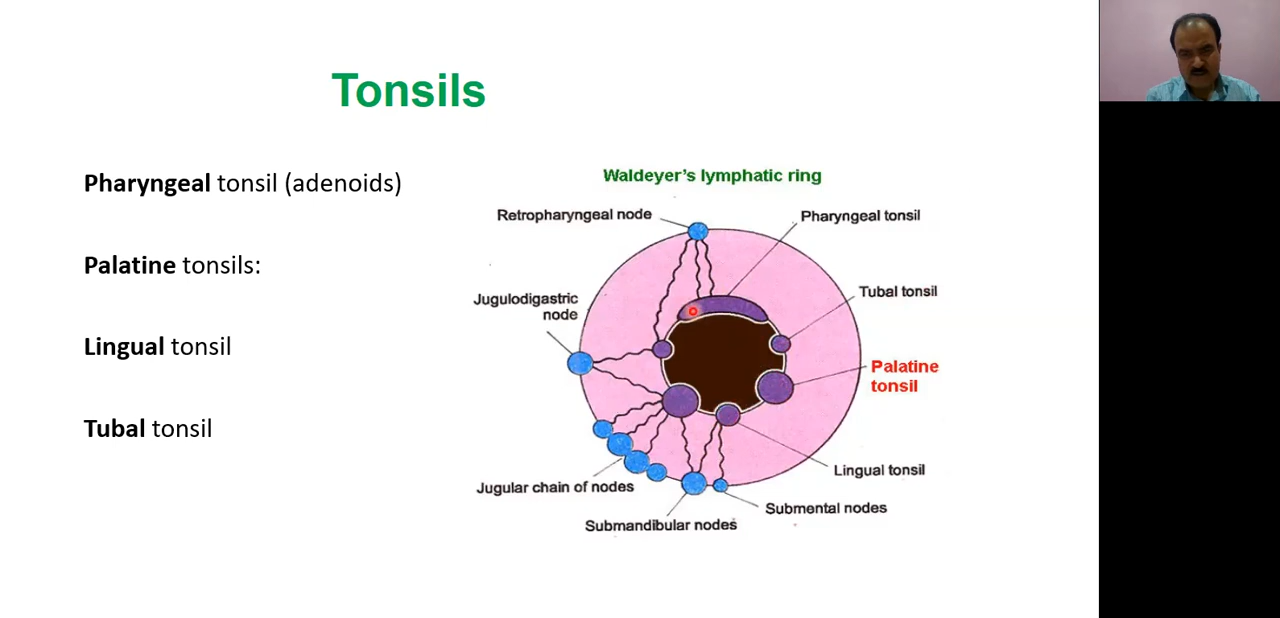 Tonsils
Pharyngeal tonsil (adenoids)
Palatine tonsils:
Lingual tonsil
Tubal tonsil
Waldeyer's lymphatic ring
Retropharyngeal node
Pharyngeal tonsil
Tubal tonsil
Jugulodigastric
node
Palatine
tonsil
Lingual tonsil
Jugular chain of nodes
Submental nodes
Submandibular nodes